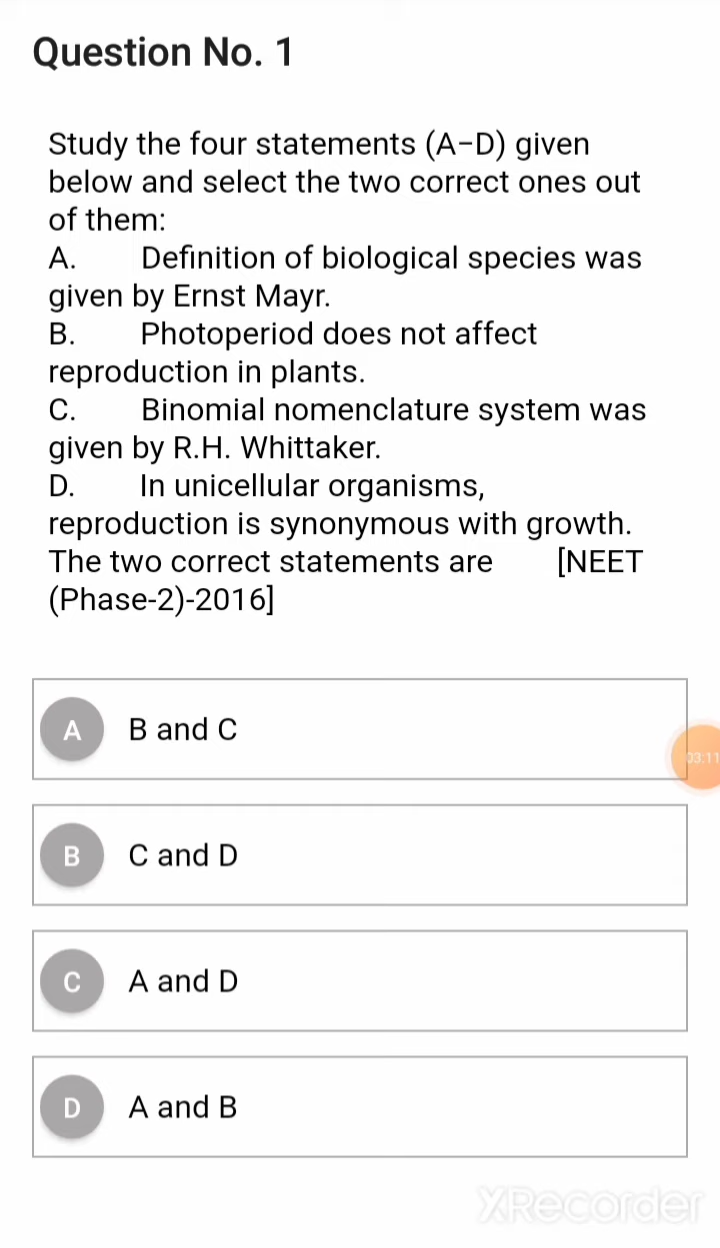 Question No. 1
Study the four statements (A-D) given
below and select the two correct ones out
of them:
A. Definition of biological species was
given by Ernst Mayr.
B. Photoperiod does not affect
reproduction in plants.
C. Binomial nomenclature system was
given by R.H. Whittaker.
D. In unicellular organisms,
reproduction is synonymous with growth.
The two correct statements are [NEET
(Phase-2)-2016]
A B and C
03:11
B C and D
C A and D
D A and B
XRecorder